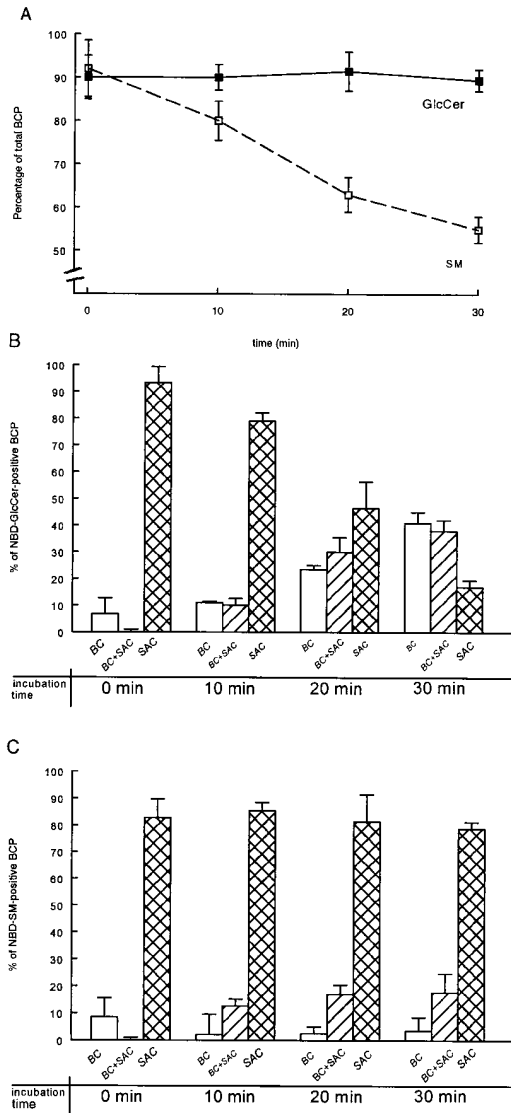 A
100
90
80
70
60
50
Percentage of total BCP
GlcCer
SM
0 10 20 30
time (min)
B
100
90
80
70
60
50
40
30
20
10
0
% of NBD-GlcCer-positive BCP
BC BC+SAC SAC BC BC+SAC SAC BC BC+SAC SAC BC BC+SAC SAC
incubation
time
0 min 10 min 20 min 30 min
C
100
90
80
70
60
50
40
30
20
10
0
% of NBD-SM-positive BCP
BC BC+SAC SAC BC BC+SAC SAC BC BC+SAC SAC BC BC+SAC SAC
incubation
time
0 min 10 min 20 min 30 min